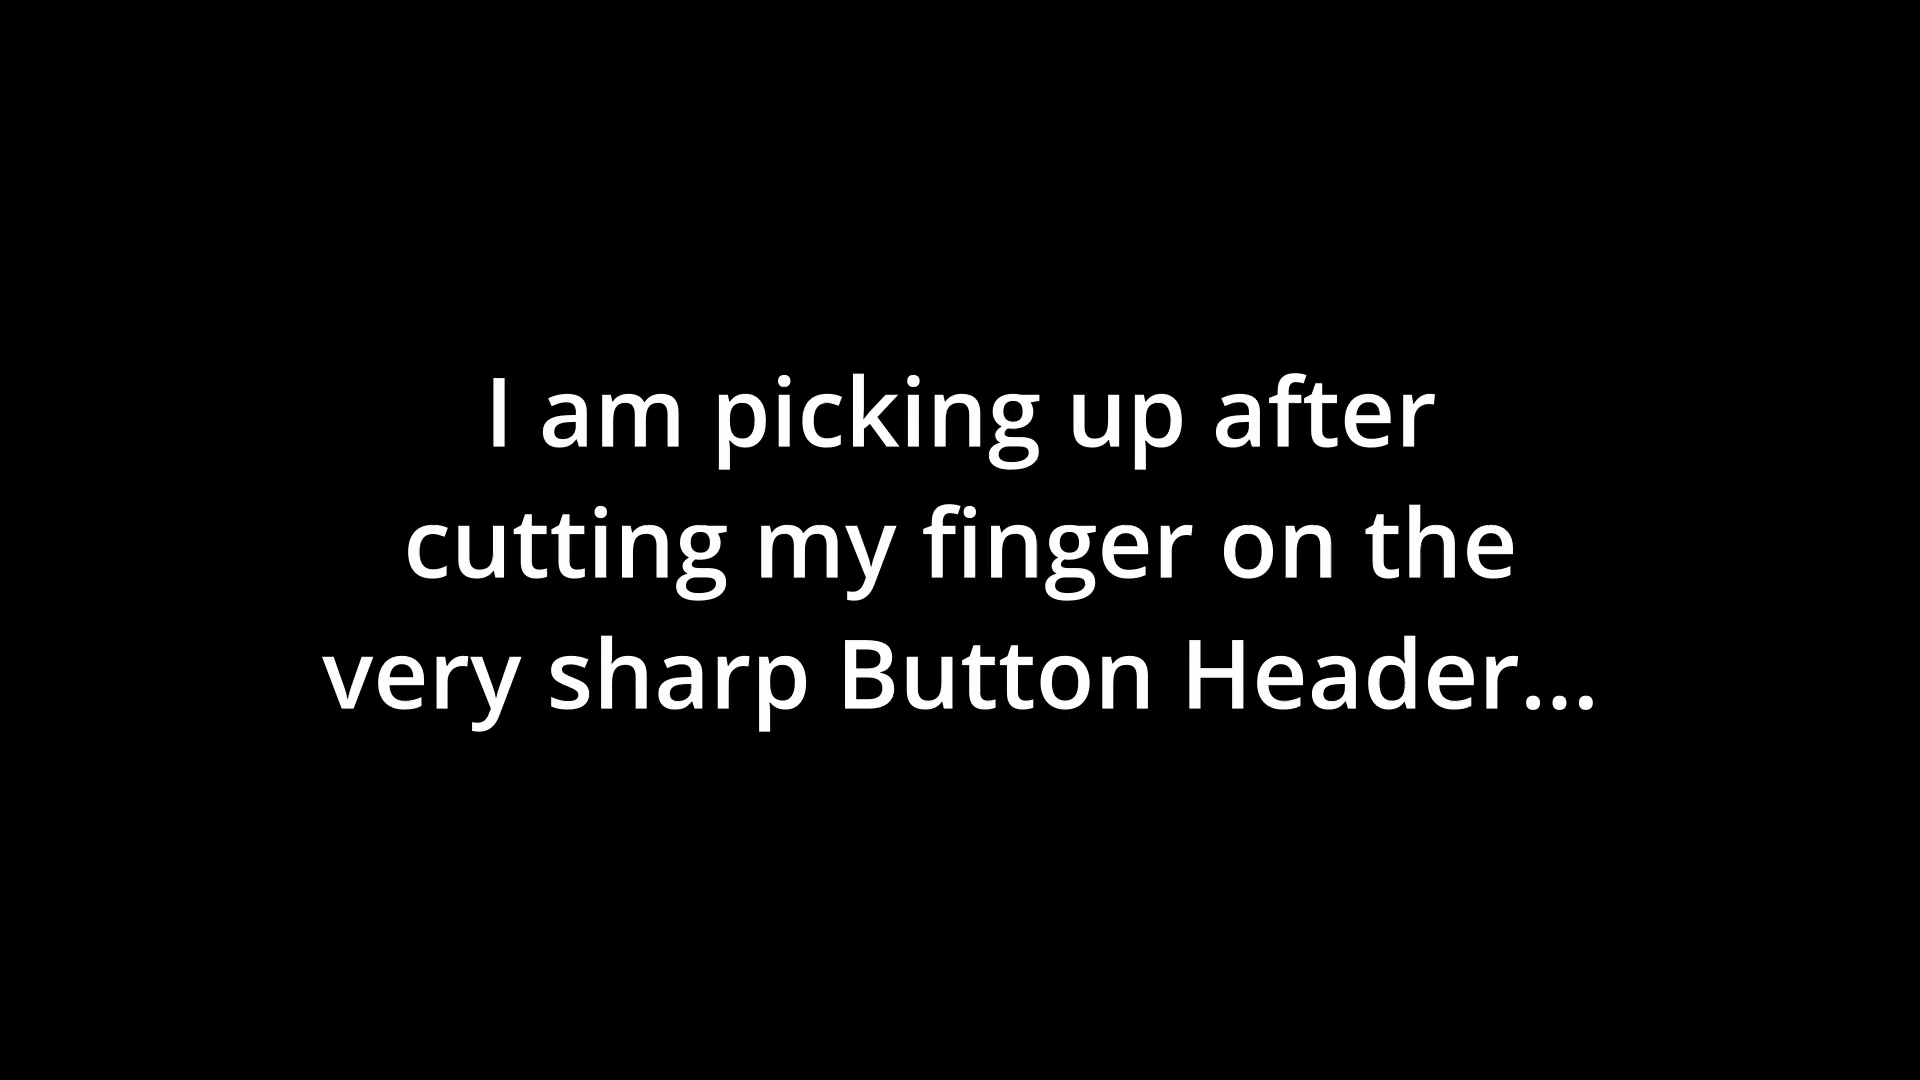 I am picking up after
cutting my finger on the
very sharp Button Header...